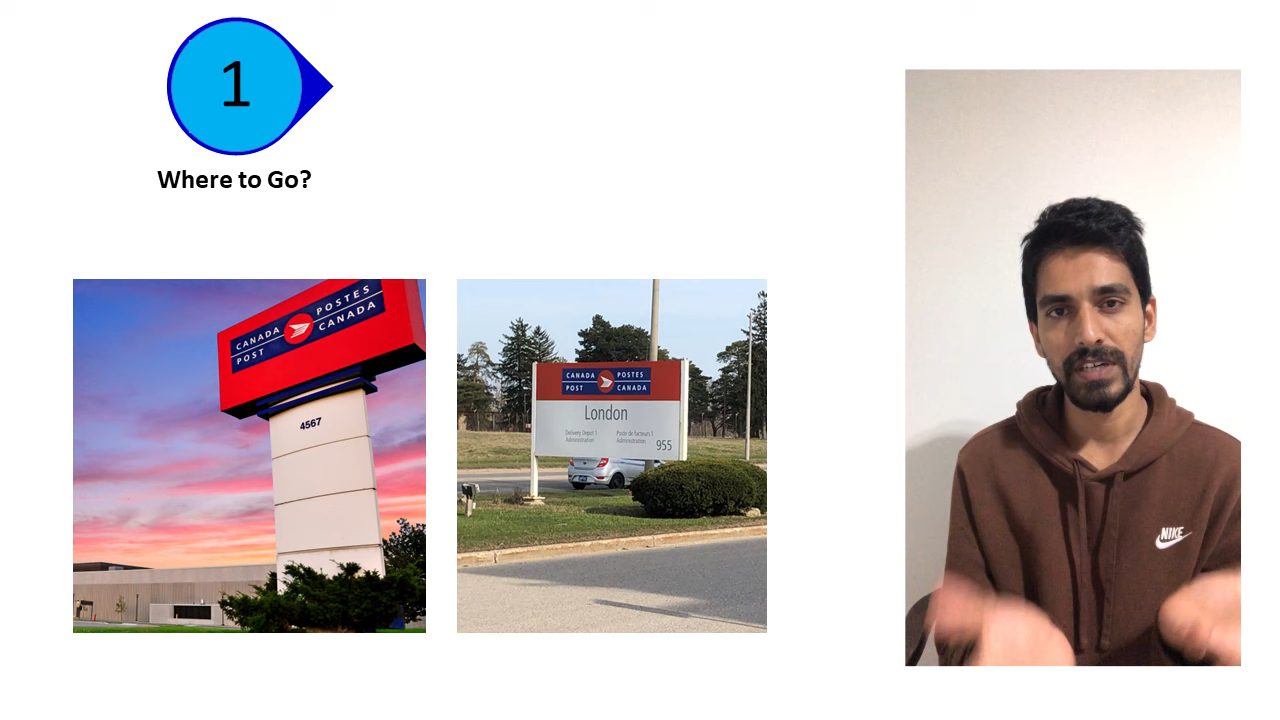 1
Where to Go?
CANADA POSTES
POST CANADA
4567
CANADA POSTES
POST CANADA
London
Delivery Depot 1 Poste de facteurs 1
Administration Administration
955
NIKE